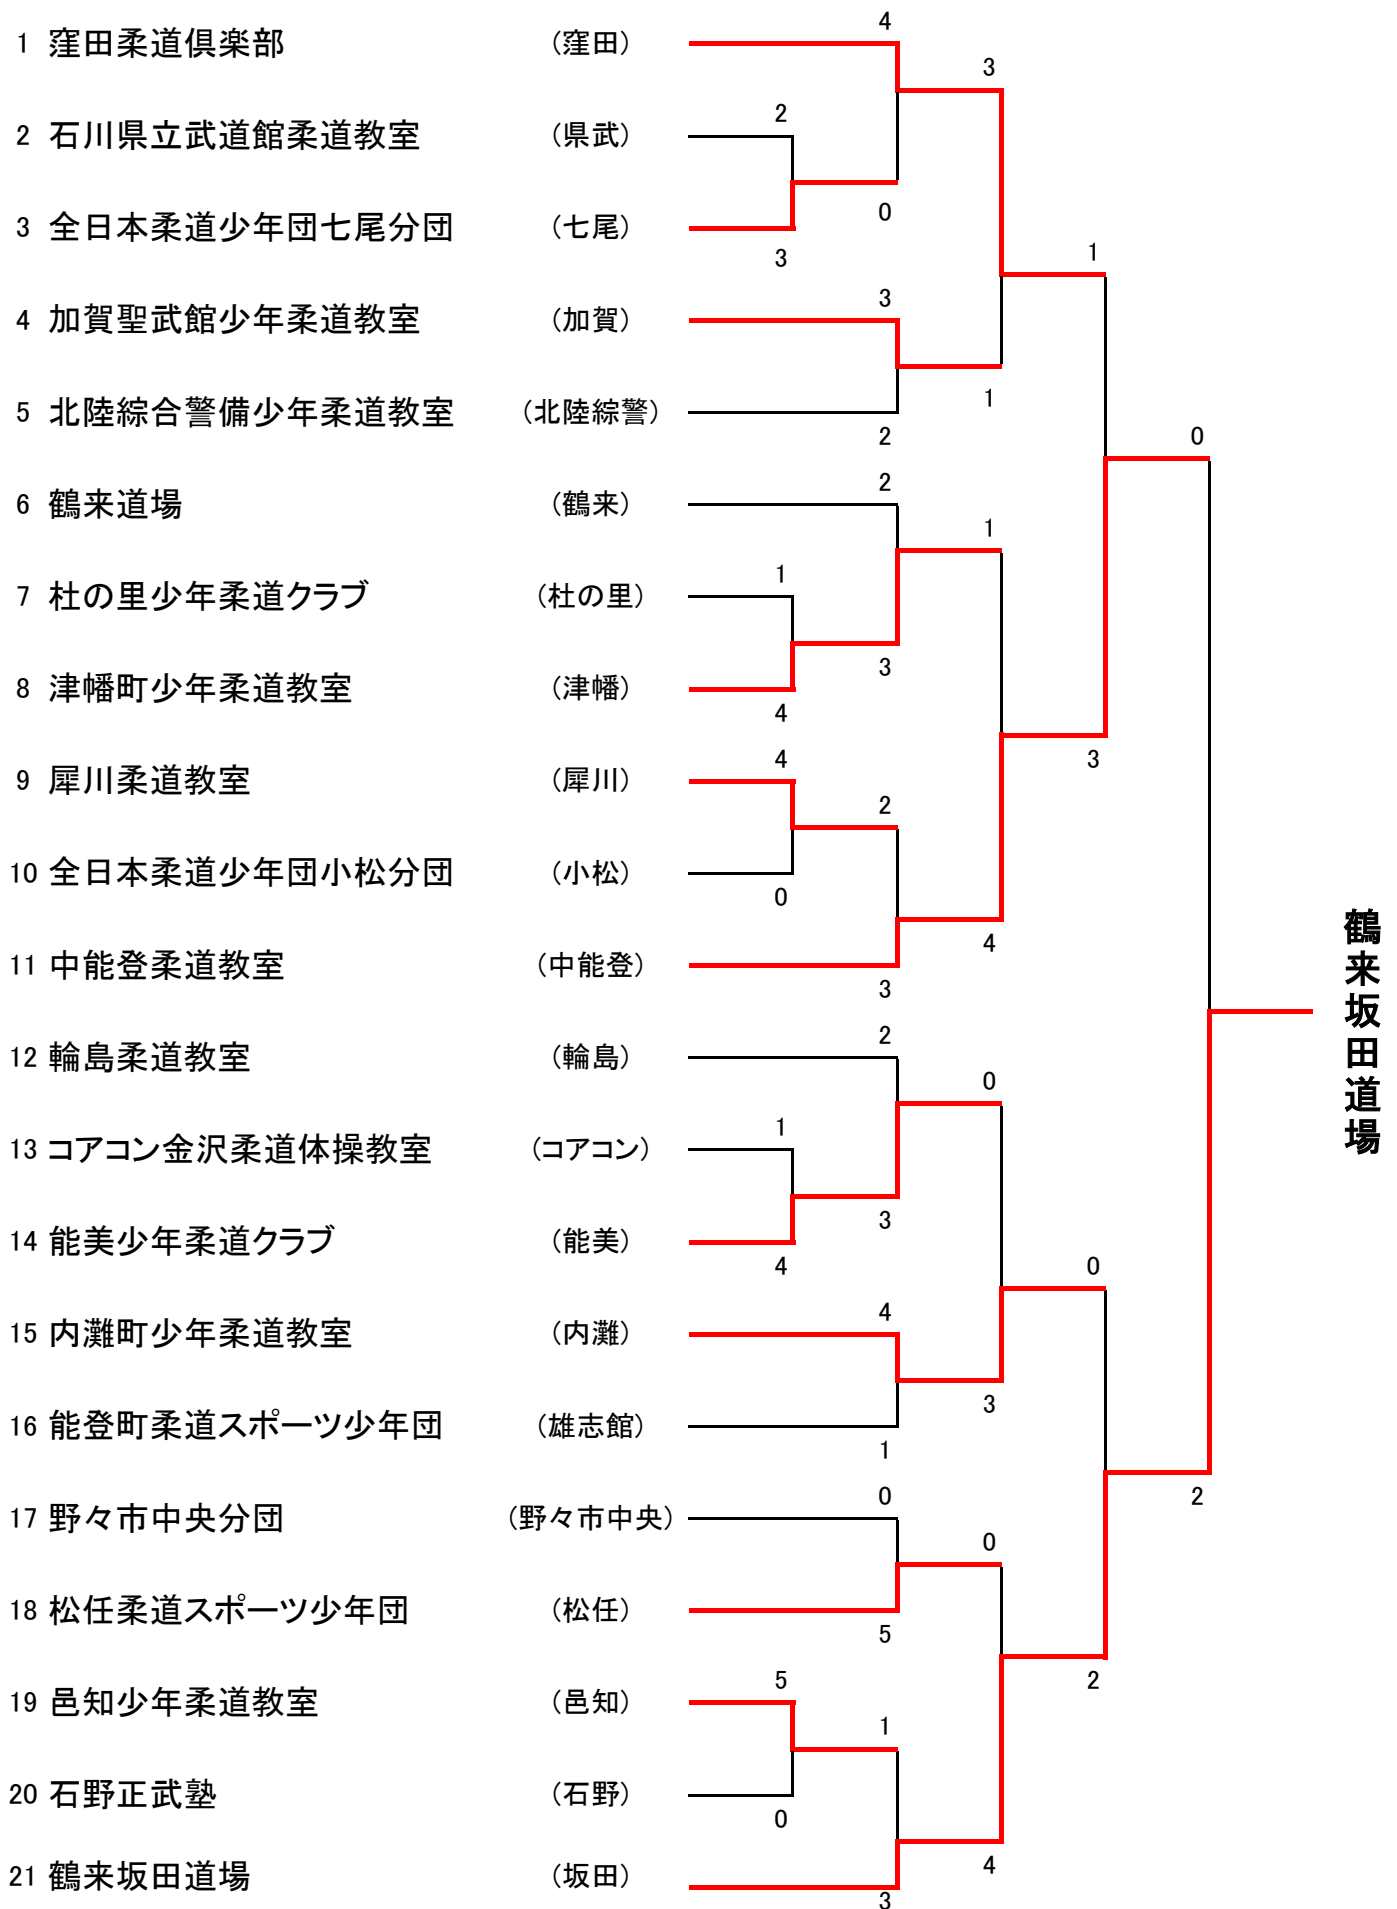 1 窪田柔道倶楽部 (窪田) 4
3
2 石川県立武道館柔道教室 (県武) 2
0
3 全日本柔道少年団七尾分団 (七尾) 3
1
4 加賀聖武館少年柔道教室 (加賀) 3
1
5 北陸綜合警備少年柔道教室 (北陸綜警) 2
0
6 鶴来道場 (鶴来) 2
1
7 杜の里少年柔道クラブ (杜の里) 1
3
8 津幡町少年柔道教室 (津幡) 4
3
9 犀川柔道教室 (犀川) 4
2
10 全日本柔道少年団小松分団 (小松) 0
4
11 中能登柔道教室 (中能登) 3
鶴来坂田道場
12 輪島柔道教室 (輪島) 2
0
13 コアコン金沢柔道体操教室 (コアコン) 1
3
14 能美少年柔道クラブ (能美) 4
0
15 内灘町少年柔道教室 (内灘) 4
3
16 能登町柔道スポーツ少年団 (雄志館) 1
2
17 野々市中央分団 (野々市中央) 0
0
18 松任柔道スポーツ少年団 (松任) 5
2
19 邑知少年柔道教室 (邑知) 5
1
20 石野正武塾 (石野) 0
4
21 鶴来坂田道場 (坂田) 3